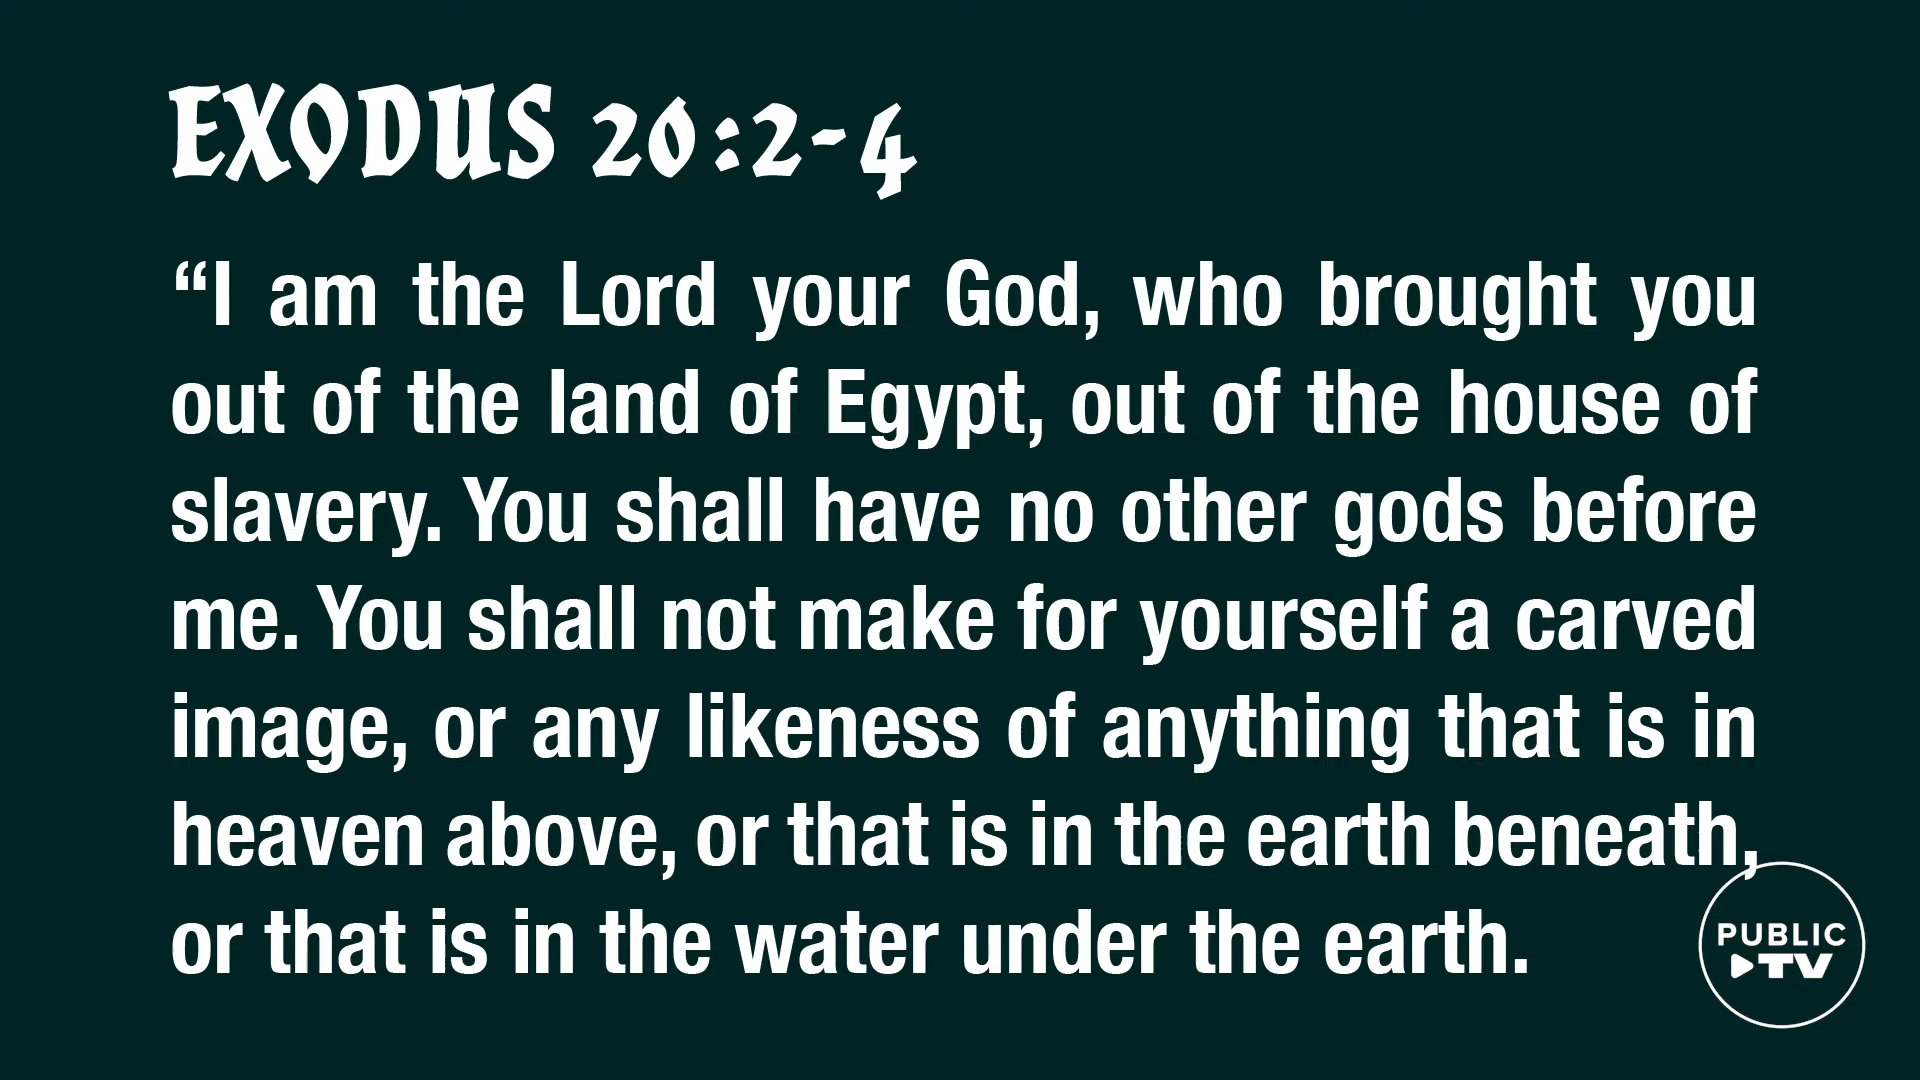 EXODUS 20:2-4
“I am the Lord your God, who brought you
out of the land of Egypt, out of the house of
slavery. You shall have no other gods before
me. You shall not make for yourself a carved
image, or any likeness of anything that is in
heaven above, or that is in the earth beneath,
or that is in the water under the earth.
PUBLIC
TV